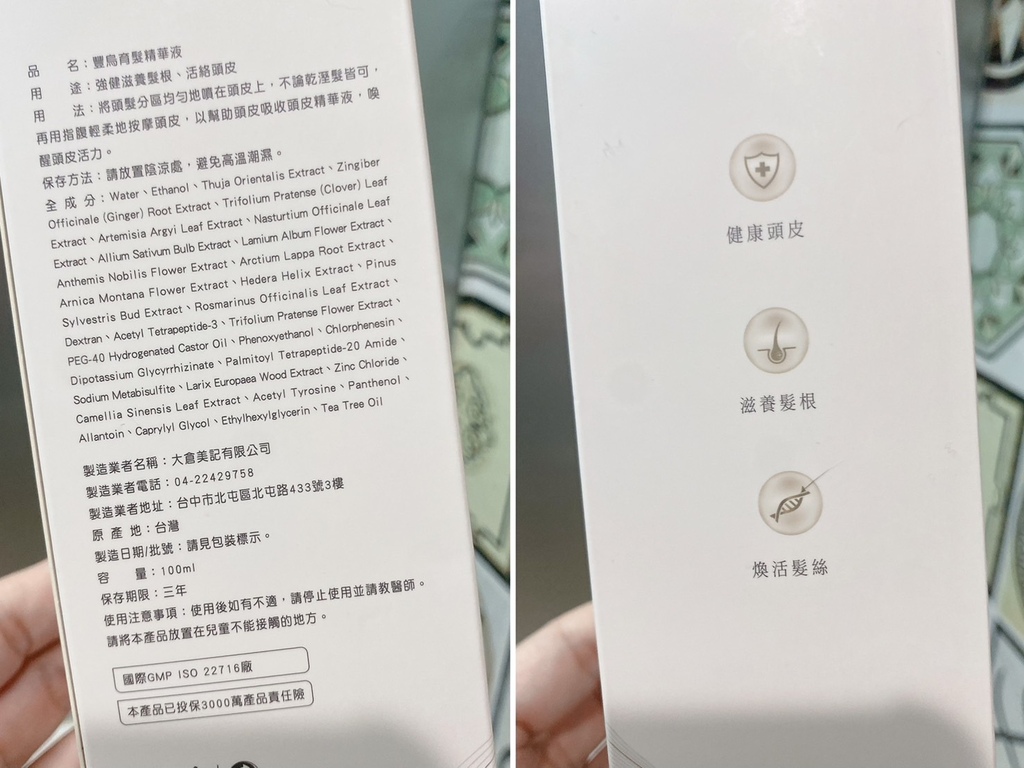 品　　名：豐鳥育髮精華液
用　　途：強健滋養髮根、活絡頭皮
用　　法：將頭髮分區均勻地噴在頭皮上，不論乾溼髮皆可，
再用指腹輕柔地按摩頭皮，以幫助頭皮吸收頭皮精華液，喚
醒頭皮活力。
保存方法：請放置陰涼處，避免高溫潮濕。
全 成 分：Water、Ethanol、Thuja Orientalis Extract、Zingiber
Officinale (Ginger) Root Extract、Trifolium Pratense (Clover) Leaf
Extract、Artemisia Argyi Leaf Extract、Nasturtium Officinale Leaf
Extract、Allium Sativum Bulb Extract、Lamium Album Flower Extract、
Anthemis Nobilis Flower Extract、Arctium Lappa Root Extract、
Arnica Montana Flower Extract、Hedera Helix Extract、Pinus
Sylvestris Bud Extract、Rosmarinus Officinalis Leaf Extract、
Dextran、Acetyl Tetrapeptide-3、Trifolium Pratense Flower Extract、
PEG-40 Hydrogenated Castor Oil、Phenoxyethanol、Chlorphenesin、
Dipotassium Glycyrrhizinate、Palmitoyl Tetrapeptide-20 Amide、
Sodium Metabisulfite、Larix Europaea Wood Extract、Zinc Chloride、
Camellia Sinensis Leaf Extract、Acetyl Tyrosine、Panthenol、
Allantoin、Caprylyl Glycol、Ethylhexylglycerin、Tea Tree Oil
製造業者名稱：大倉美記有限公司
製造業者電話：04-22429758
製造業者地址：台中市北屯區北屯路433號3樓
原 產 地：台灣
製造日期/批號：請見包裝標示。
容　　量：100ml
保存期限：三年
使用注意事項：使用後如有不適，請停止使用並請教醫師。
請將本產品放置在兒童不能接觸的地方。
國際GMP ISO 22716廠
本產品已投保3000萬產品責任險
健康頭皮
滋養髮根
煥活髮絲